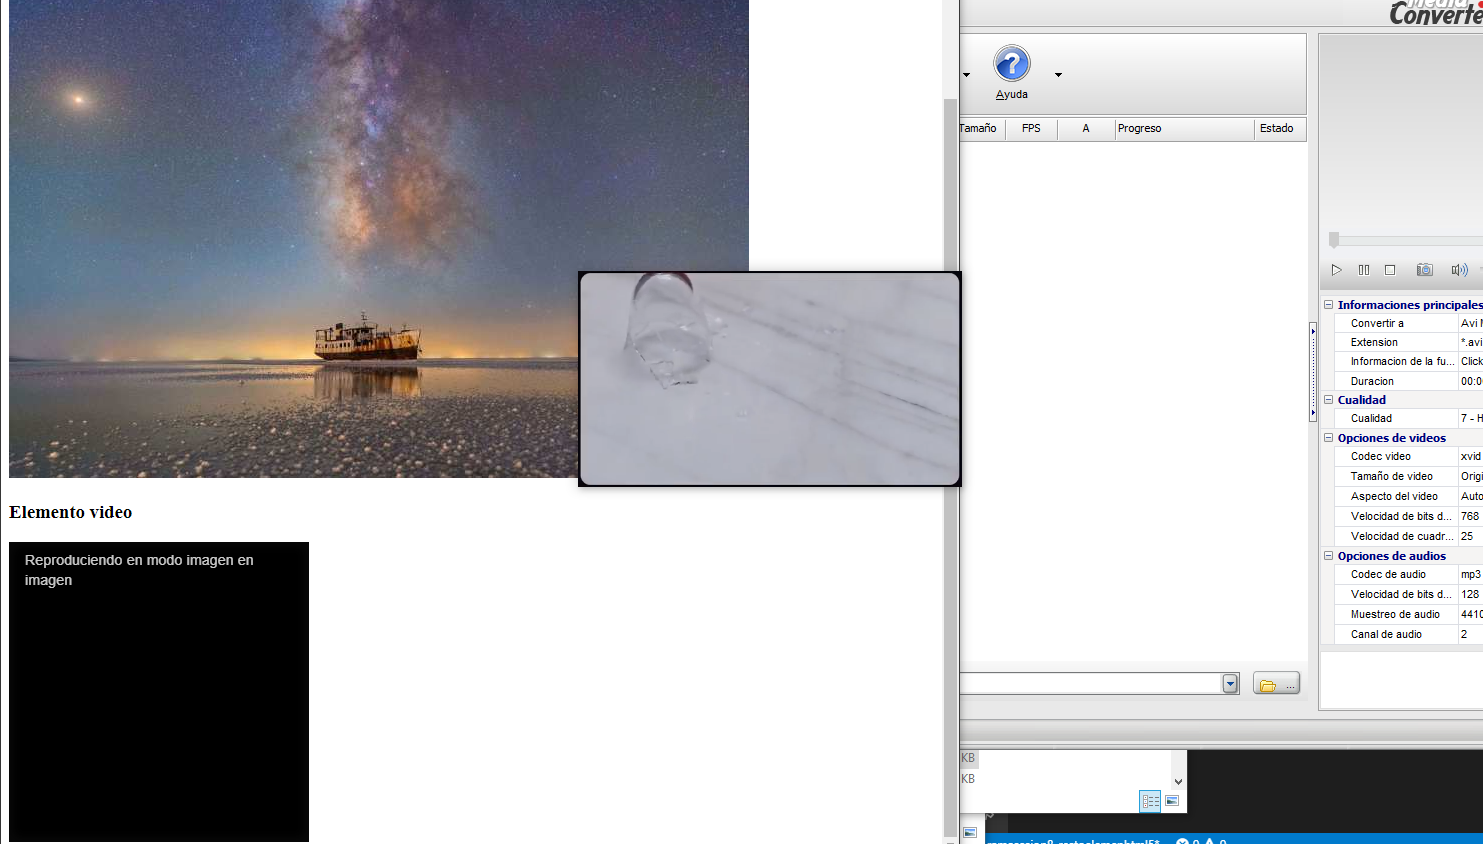 Converte
Ayuda
Tamaño FPS A Progreso Estado
Informaciones principales
Convertir a Avi
Extension *.avi
Informacion de la fu... Click
Duracion 00:0
Cualidad
Cualidad 7 - H
Opciones de videos
Codec video xvid
Tamaño de video Origi
Aspecto del video Auto
Velocidad de bits d... 768
Velocidad de cuadr... 25
Opciones de audios
Codec de audio mp3
Velocidad de bits d... 128
Muestreo de audio 4410
Canal de audio 2
...
KB
KB
Elemento video
Reproduciendo en modo imagen en
imagen